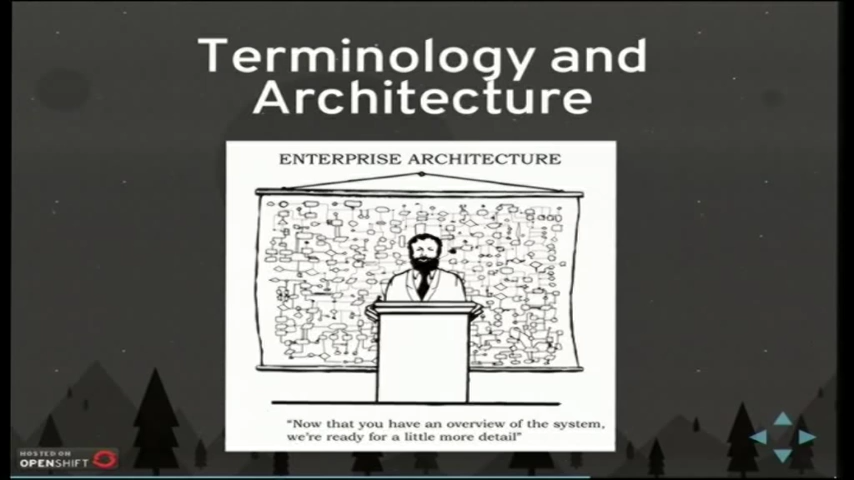 Terminology and
Architecture
ENTERPRISE ARCHITECTURE
"Now that you have an overview of the system,
we're ready for a little more detail"
HOSTED ON
OPENSHIFT